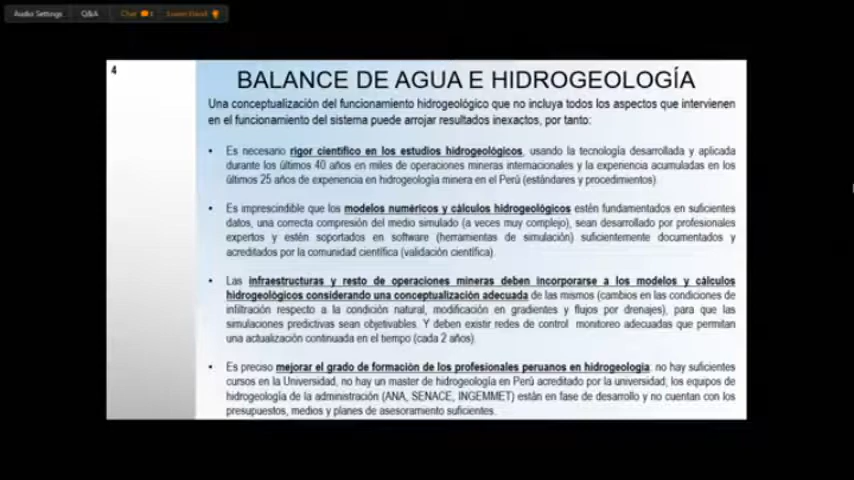 Audio Settings Q&A Chat
4
BALANCE DE AGUA E HIDROGEOLOGÍA
Una conceptualización del funcionamiento hidrogeológico que no incluya todos los aspectos que intervienen
en el funcionamiento del sistema puede arrojar resultados inexactos, por tanto:
• Es necesario rigor científico en los estudios hidrogeológicos, usando la tecnología desarrollada y aplicada
durante los últimos 40 años en miles de operaciones mineras internacionales y la experiencia acumuladas en los
últimos 25 años de experiencia en hidrogeología minera en el Perú (estándares y procedimientos).
• Es imprescindible que los modelos numéricos y cálculos hidrogeológicos estén fundamentados en suficientes
datos, una correcta compresión del medio simulado (a veces muy complejo), sean desarrollado por profesionales
expertos y estén soportados en software (herramientas de simulación) suficientemente documentados y
acreditados por la comunidad científica (validación científica).
• Las infraestructuras y resto de operaciones mineras deben incorporarse a los modelos y cálculos
hidrogeológicos considerando una conceptualización adecuada de las mismos (cambios en las condiciones de
infiltración respecto a la condición natural, modificación en gradientes y flujos por drenajes), para que las
simulaciones predictivas sean objetivables. Y deben existir redes de control monitoreo adecuadas que permitan
una actualización continuada en el tiempo (cada 2 años).
• Es preciso mejorar el grado de formación de los profesionales peruanos en hidrogeología: no hay suficientes
cursos en la Universidad, no hay un master de hidrogeología en Perú acreditado por la universidad; los equipos de
hidrogeología de la administración (ANA, SENACE, INGEMMET) están en fase de desarrollo y no cuentan con los
presupuestos, medios y planes de asesoramiento suficientes.